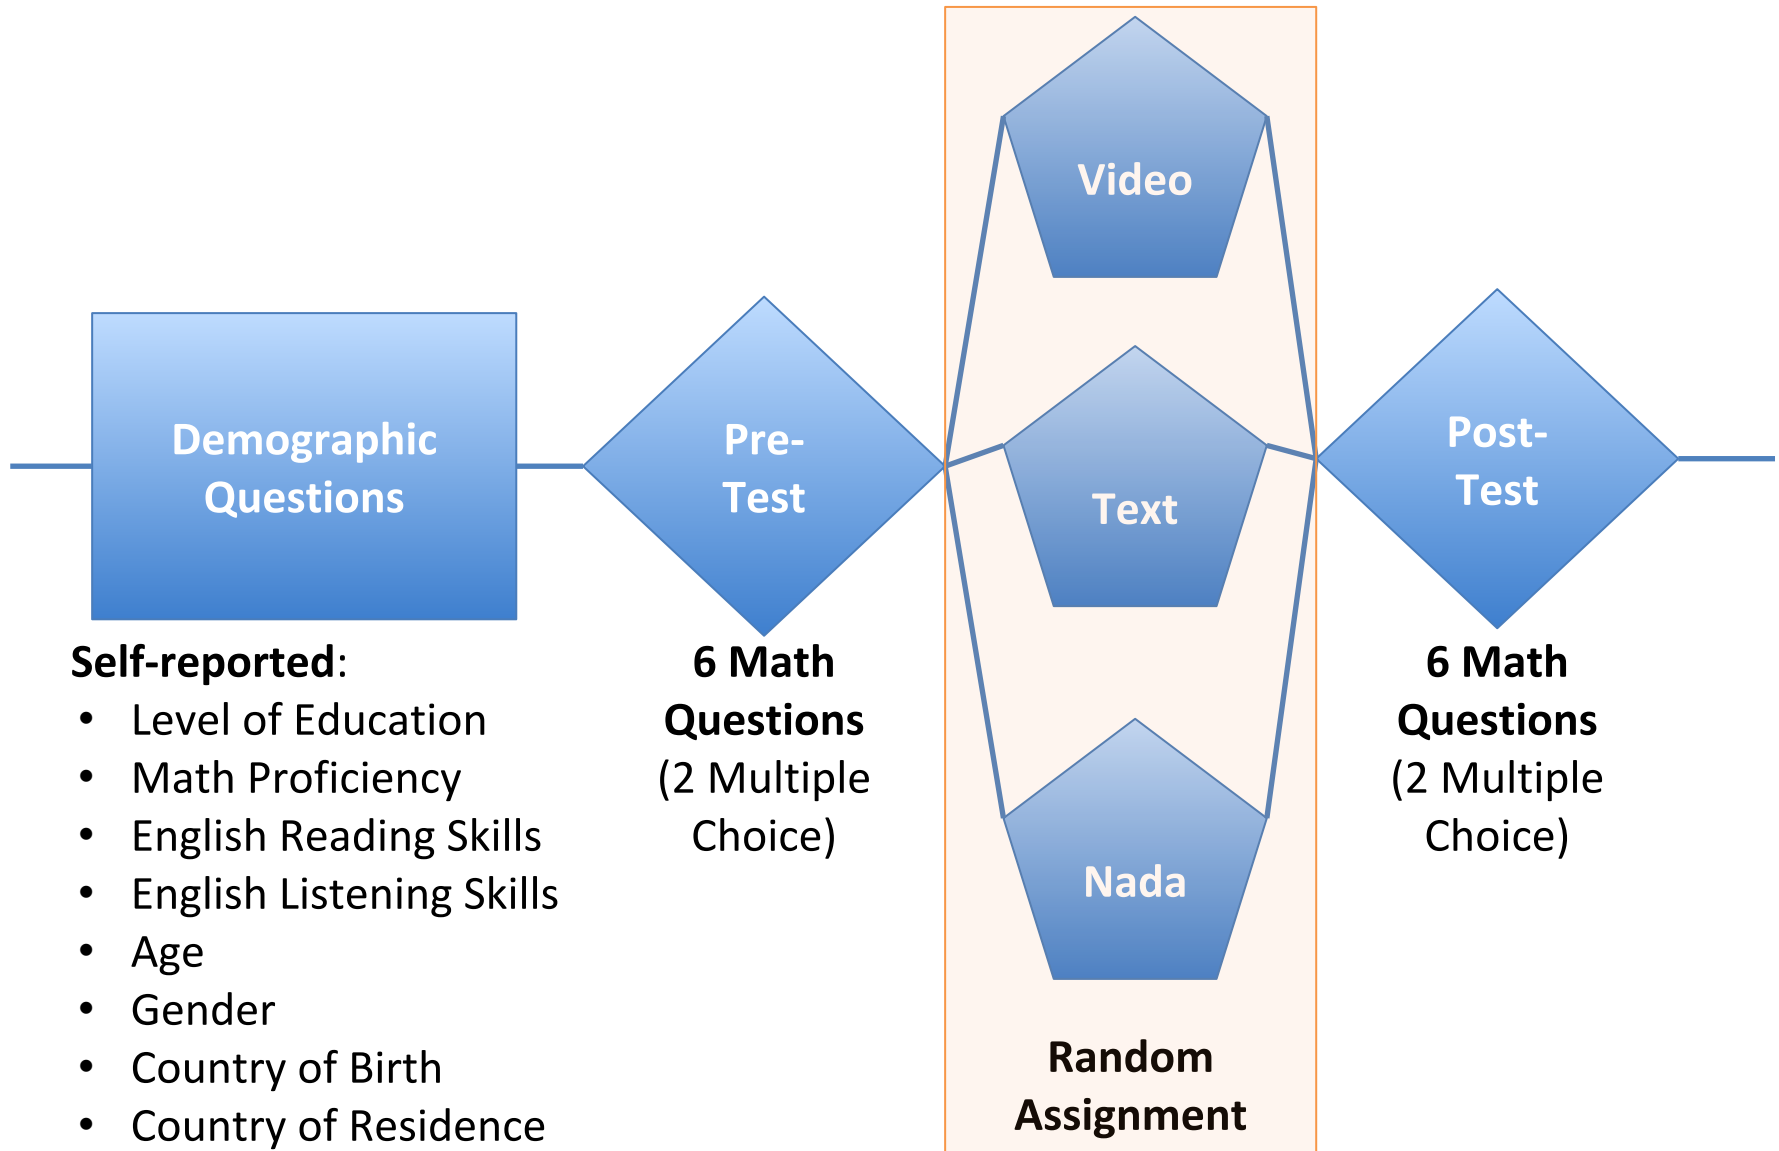 Demographic
Questions
Self-reported:
• Level of Education
• Math Proficiency
• English Reading Skills
• English Listening Skills
• Age
• Gender
• Country of Birth
• Country of Residence
Pre-
Test
6 Math
Questions
(2 Multiple
Choice)
Video
Text
Nada
Random
Assignment
Post-
Test
6 Math
Questions
(2 Multiple
Choice)